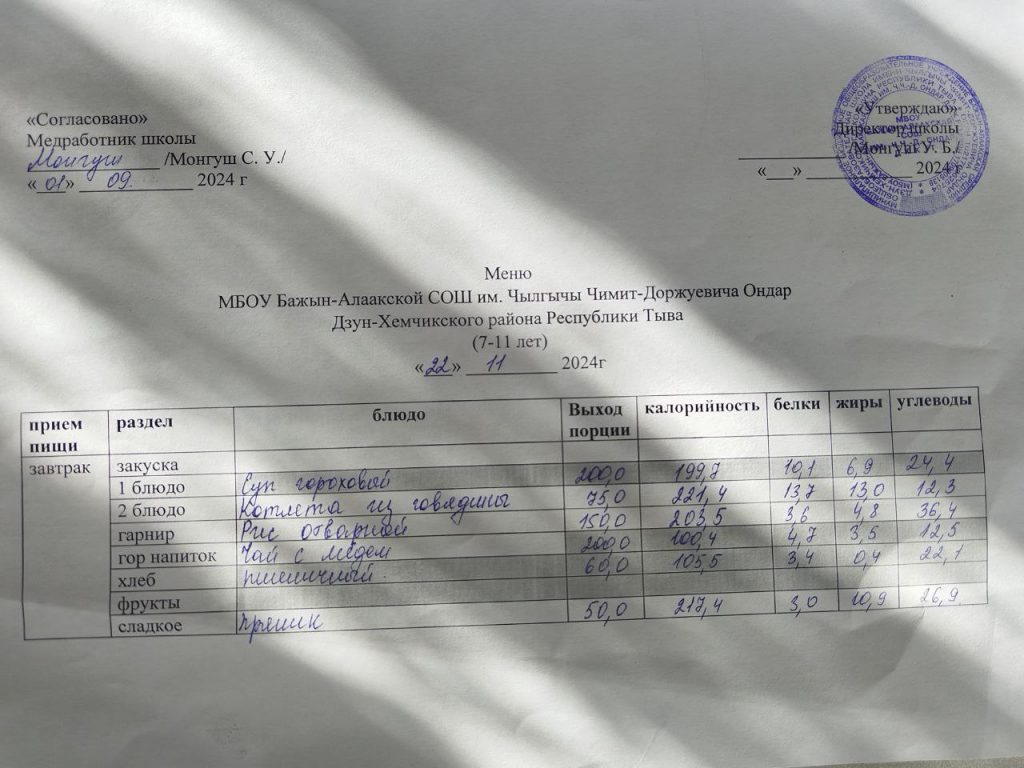 «Согласовано»
Медработник школы
Монгуш /Монгуш С. У./
«01» 09. 2024 г
«Утверждаю»
Директор школы
/Монгуш У. Б./
«___» ____________ 2024 г
МБОУ
СОШ
Меню
МБОУ Бажын-Алаакской СОШ им. Чылгычы Чимит-Доржуевича Ондар
Дзун-Хемчикского района Республики Тыва
(7-11 лет)
«22» 11 2024г
прием пищи раздел блюдо Выход порции калорийность белки жиры углеводы
завтрак закуска
1 блюдо Суп гороховый 200,0 199,7 10,1 6,9 24,4
2 блюдо Котлета из говядины 75,0 221,4 13,7 13,0 12,3
гарнир Рис отварной 150,0 203,5 3,6 4,8 36,4
гор напиток Чай с медом 200,0 100,4 4,7 3,5 12,5
хлеб пшеничный 60,0 105,5 3,4 0,4 22,1
фрукты
сладкое пряник 50,0 217,4 3,0 10,9 26,9